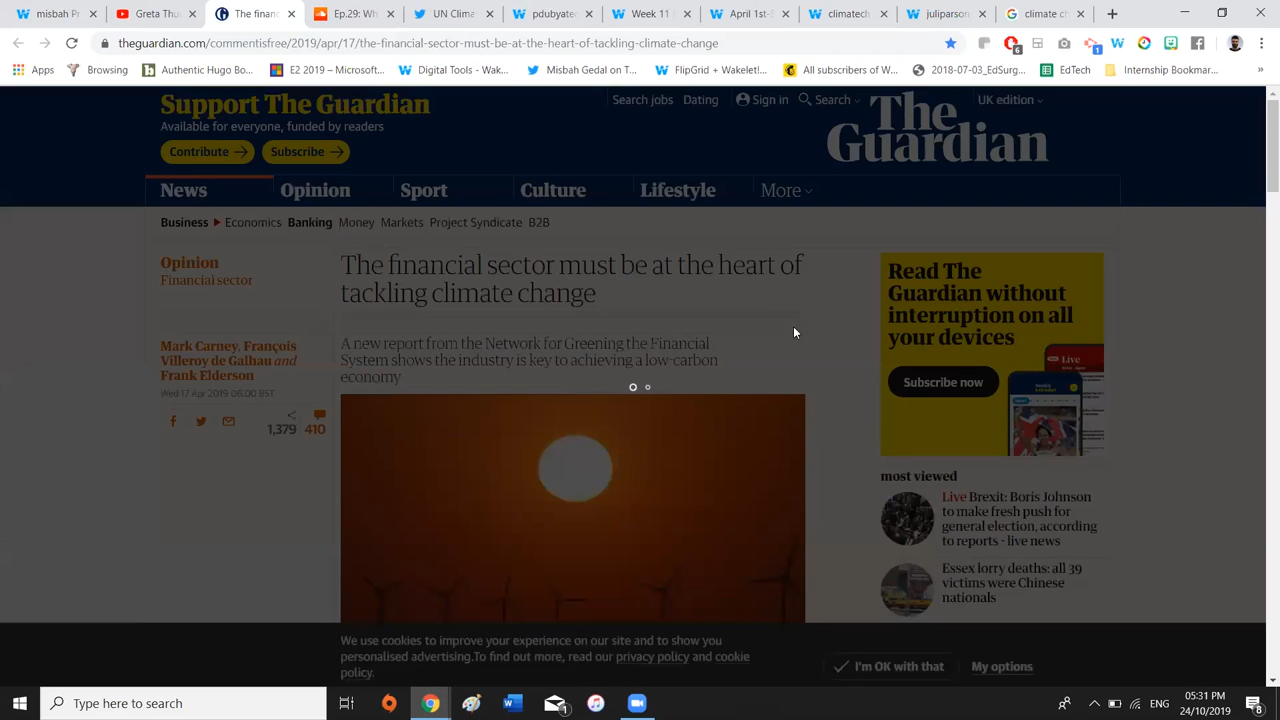 misbah Pr
Greta Thu
The finan
Ep.29: Wh
UN Clima
pdubyate
Week 11
April 1st-
climatech
juliparson
climate ch
theguardian.com/commentisfree/2019/apr/17/the-financial-sector-must-be-at-the-heart-of-tackling-climate-change
6
1
Apps
Browsing
Authentic Hugo Bo...
E2 2019 – Microsoft...
Digital Tools - Wak...
Misbah Gedal on T...
FlipGrid + Wakelet!...
All subscribers of W...
2018-07-03_EdSurg...
EdTech
Internship Bookmar...
Support The Guardian
Available for everyone, funded by readers
Contribute
Subscribe
Search jobs
Dating
Sign in
Search
UK edition
The
Guardian
News
Opinion
Sport
Culture
Lifestyle
More
Business
Economics
Banking
Money
Markets
Project Syndicate
B2B
Opinion
Financial sector
The financial sector must be at the heart of
tackling climate change
A new report from the Network for Greening the Financial
System shows the industry is key to achieving a low-carbon
economy
Mark Carney, François
Villeroy de Galhau and
Frank Elderson
Wed 17 Apr 2019 06.00 BST
1,379
410
Read The
Guardian without
interruption on all
your devices
Subscribe now
Live
most viewed
Live Brexit: Boris Johnson
to make fresh push for
general election, according
to reports - live news
Essex lorry deaths: all 39
victims were Chinese
nationals
We use cookies to improve your experience on our site and to show you
personalised advertising.To find out more, read our privacy policy and cookie
policy.
I'm OK with that
My options
Type here to search
1
ENG
05:31 PM
24/10/2019
8